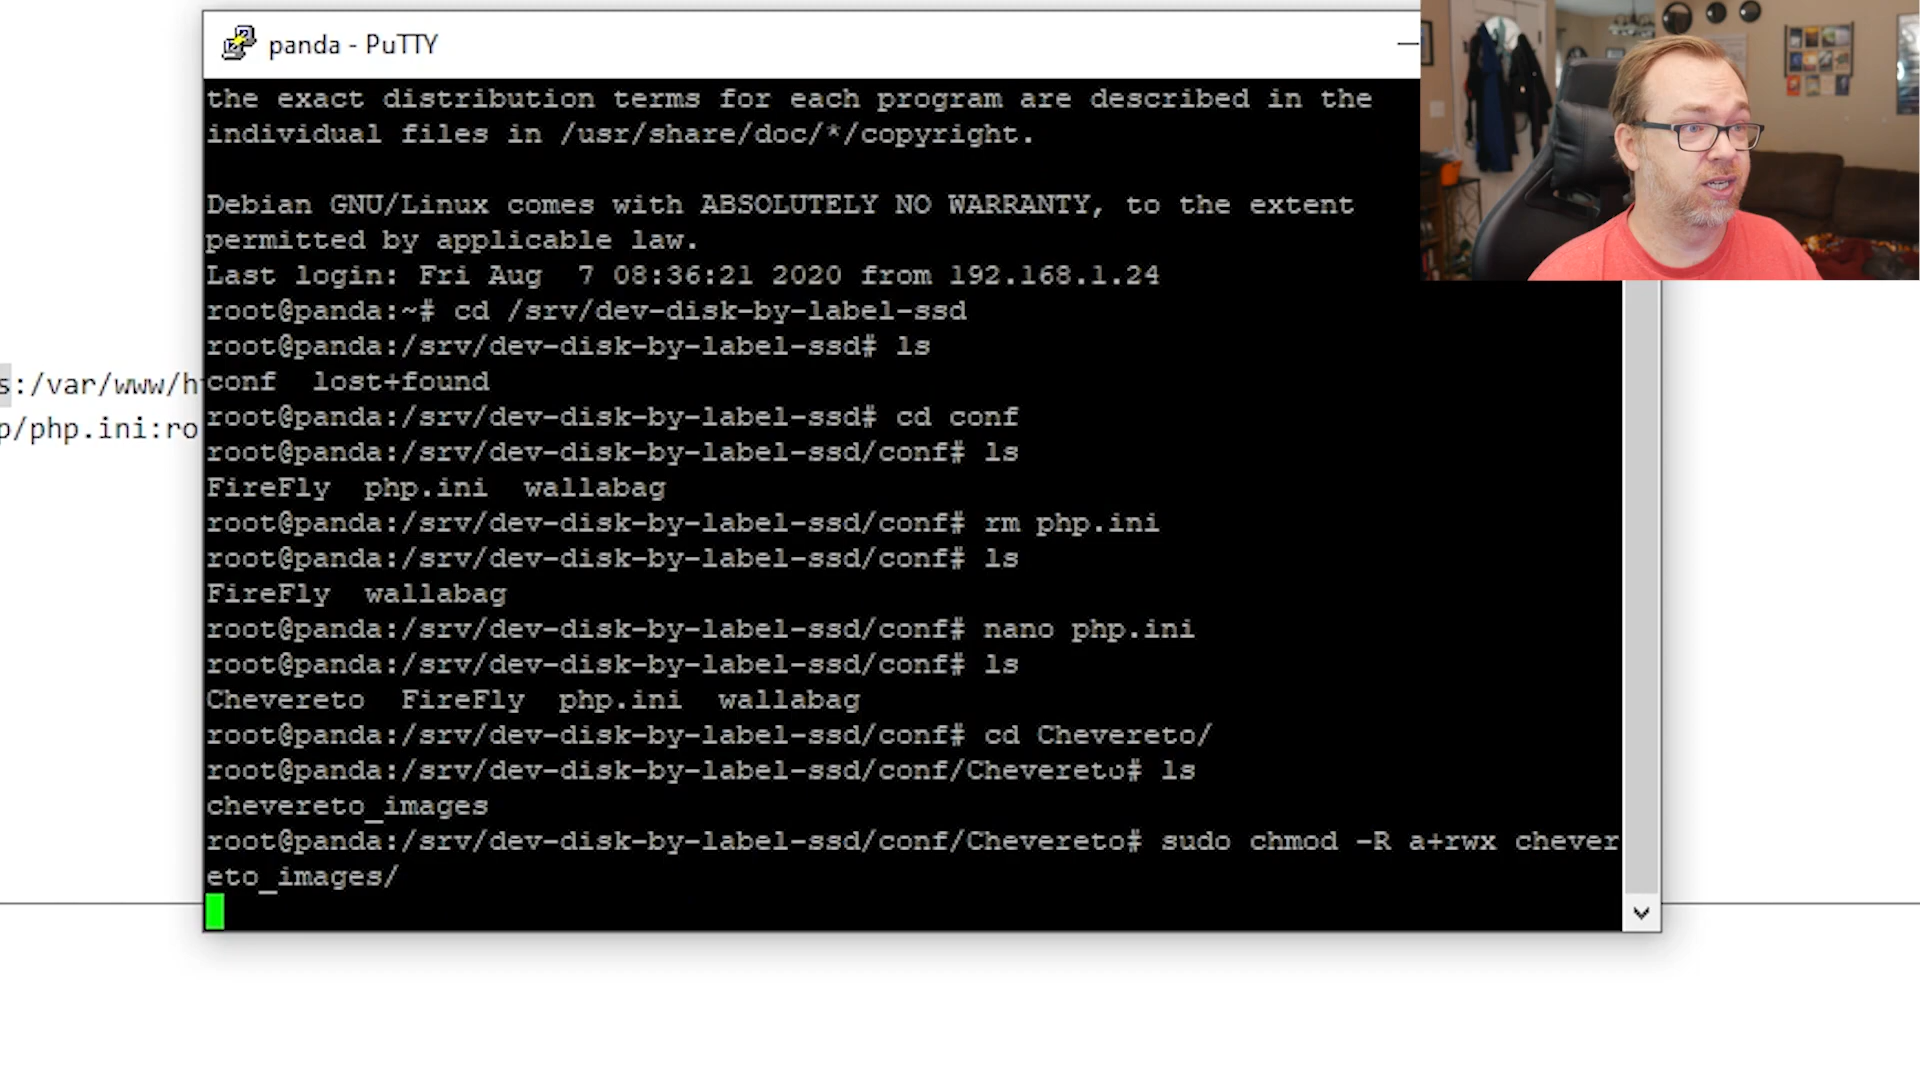 panda - PuTTY
the exact distribution terms for each program are described in the
individual files in /usr/share/doc/*/copyright.
Debian GNU/Linux comes with ABSOLUTELY NO WARRANTY, to the extent
permitted by applicable law.
Last login: Fri Aug  7 08:36:21 2020 from 192.168.1.24
root@panda:~# cd /srv/dev-disk-by-label-ssd
root@panda:/srv/dev-disk-by-label-ssd# ls
conf  lost+found
root@panda:/srv/dev-disk-by-label-ssd# cd conf
root@panda:/srv/dev-disk-by-label-ssd/conf# ls
FireFly  php.ini  wallabag
root@panda:/srv/dev-disk-by-label-ssd/conf# rm php.ini
root@panda:/srv/dev-disk-by-label-ssd/conf# ls
FireFly  wallabag
root@panda:/srv/dev-disk-by-label-ssd/conf# nano php.ini
root@panda:/srv/dev-disk-by-label-ssd/conf# ls
Chevereto  FireFly  php.ini  wallabag
root@panda:/srv/dev-disk-by-label-ssd/conf# cd Chevereto/
root@panda:/srv/dev-disk-by-label-ssd/conf/Chevereto# ls
chevereto_images
root@panda:/srv/dev-disk-by-label-ssd/conf/Chevereto# sudo chmod -R a+rwx chever
eto_images/
s:/var/www/h
p/php.ini:ro